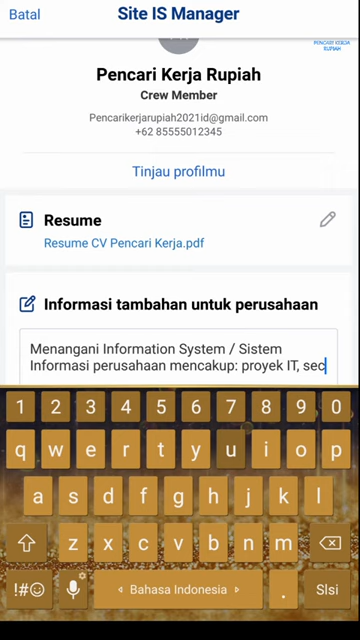 Batal
Site IS Manager
PENCARI KERJA
RUPIAH
Pencari Kerja Rupiah
Crew Member
Pencarikerjarupiah2021id@gmail.com
+62 85555012345
Tinjau profilmu
Resume
Resume CV Pencari Kerja.pdf
Informasi tambahan untuk perusahaan
Menangani Information System / Sistem
Informasi perusahaan mencakup: proyek IT, sec
1 2 3 4 5 6 7 8 9 0
q w e r t y u i o p
a s d f g h j k l
z x c v b n m
!#☺ < Bahasa Indonesia > . Slsi